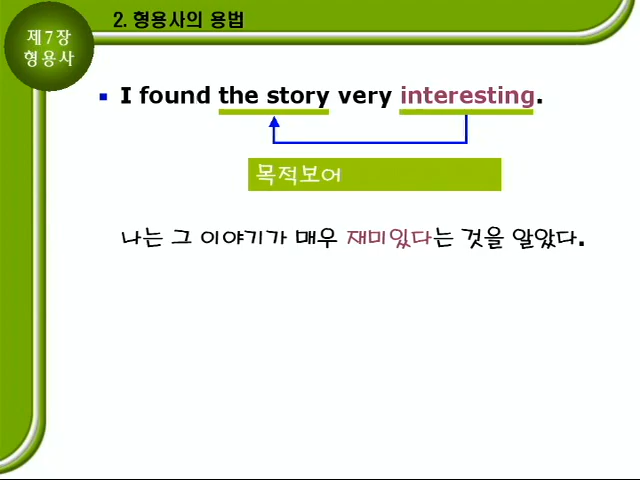 2. 형용사의 용법
제7장
형용사
I found the story very interesting.
목적보어
나는 그 이야기가 매우 재미있다는 것을 알았다.